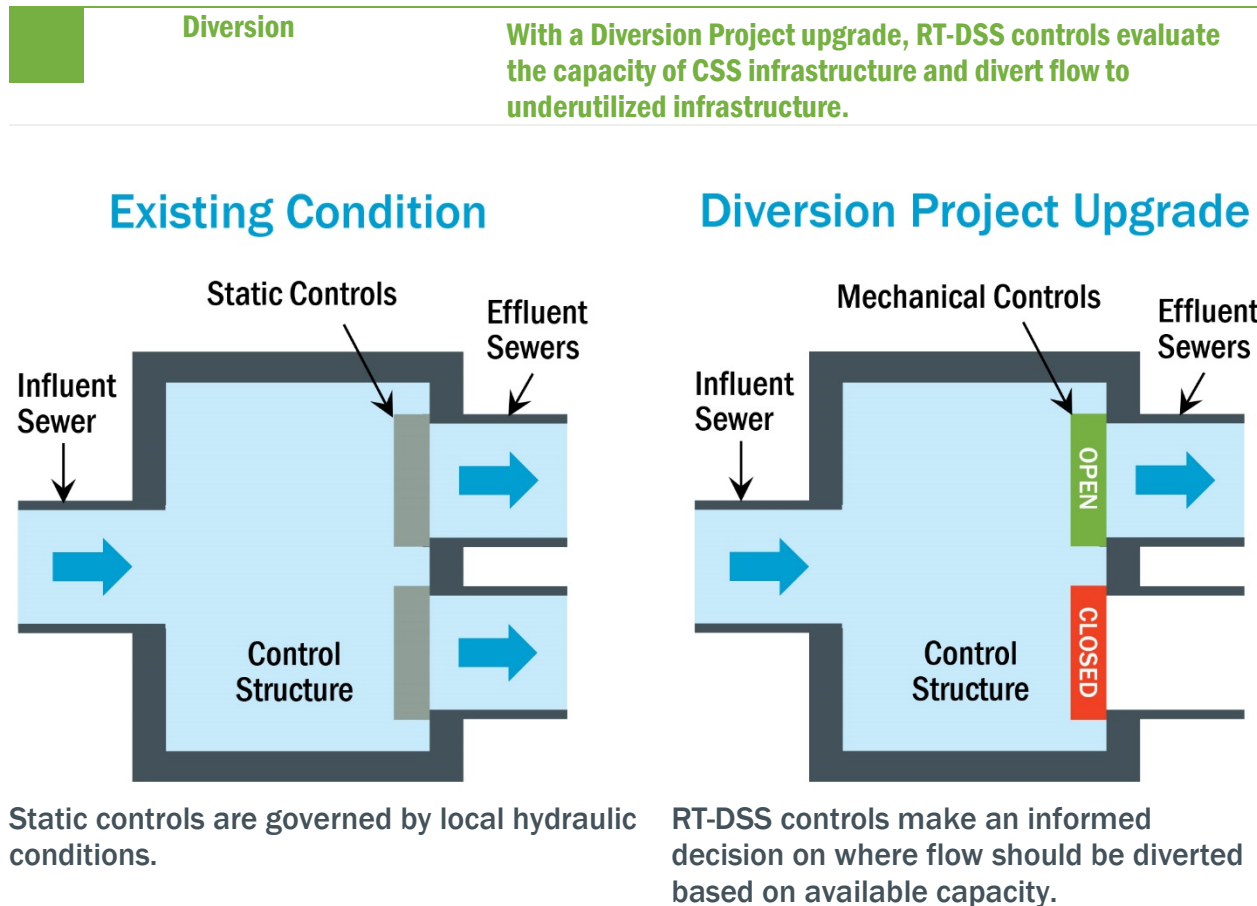 Diversion
With a Diversion Project upgrade, RT-DSS controls evaluate
the capacity of CSS infrastructure and divert flow to
underutilized infrastructure.
Existing Condition
Static Controls
Effluent
Sewers
Influent
Sewer
Control
Structure
Static controls are governed by local hydraulic
conditions.
Diversion Project Upgrade
Mechanical Controls
Effluent
Sewers
Influent
Sewer
OPEN
CLOSED
Control
Structure
RT-DSS controls make an informed
decision on where flow should be diverted
based on available capacity.